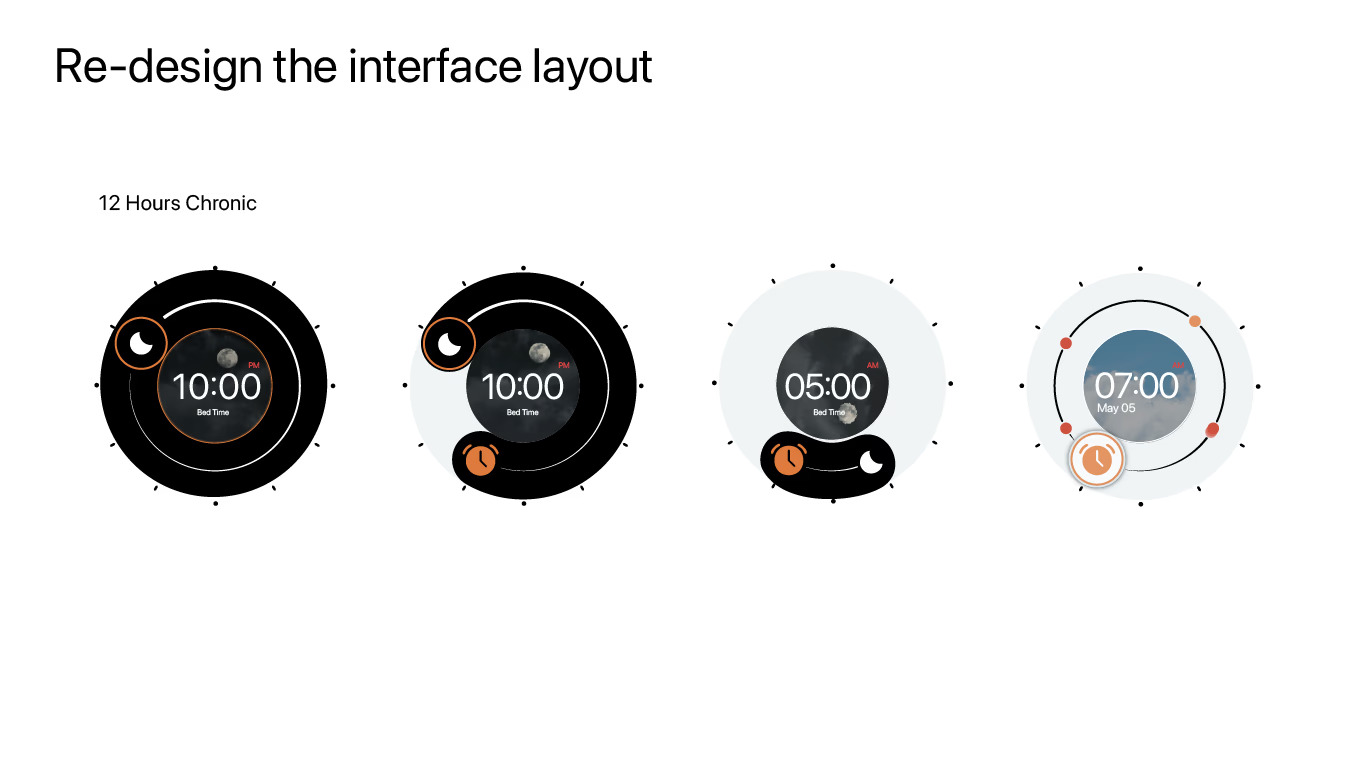 Re-design the interface layout
12 Hours Chronic
PM
10:00
Bed Time
PM
10:00
Bed Time
AM
05:00
Bed Time
07:00
May 05